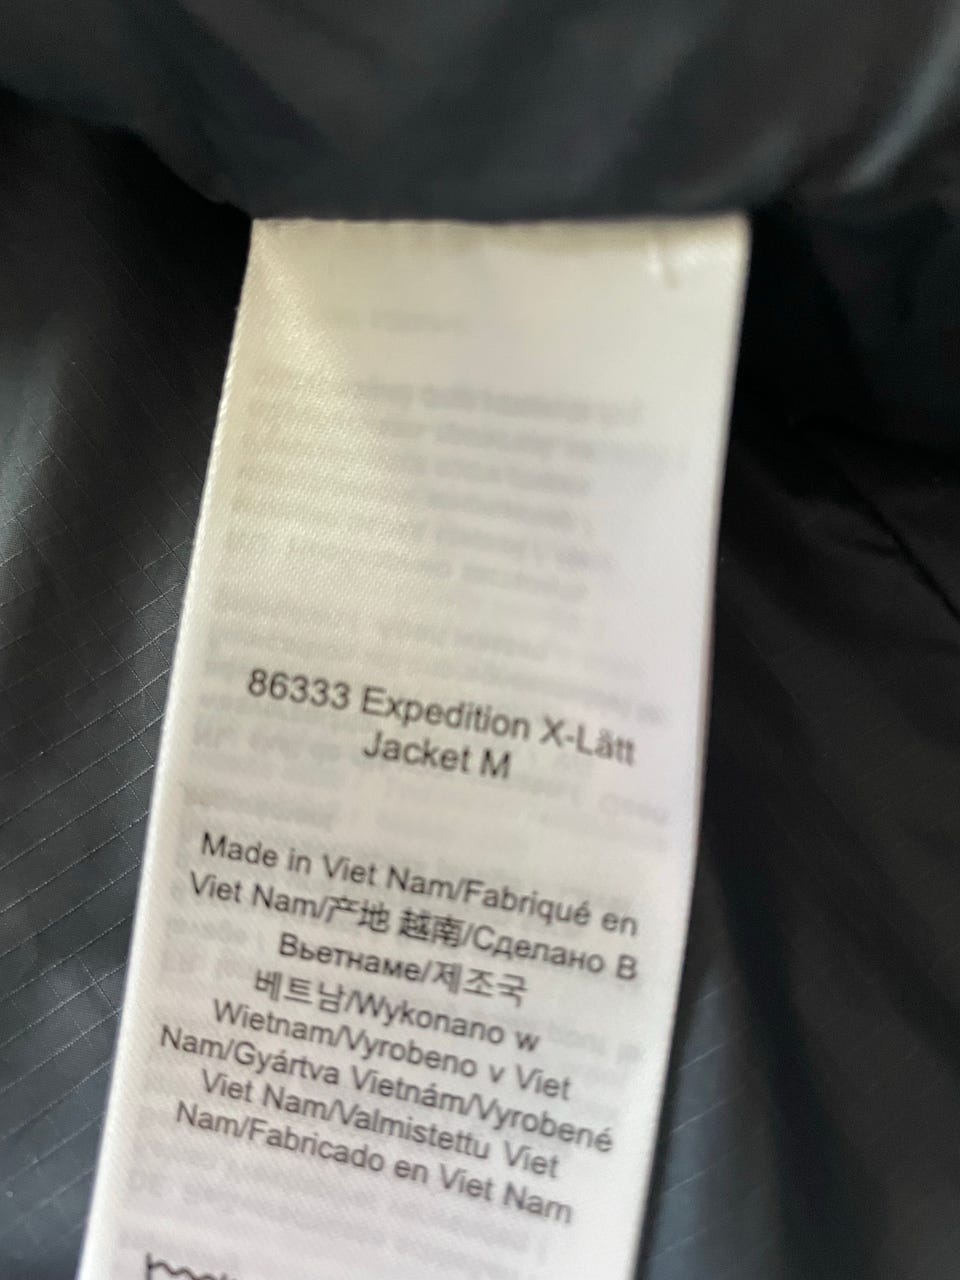 86333 Expedition X-Lätt
Jacket M
Made in Viet Nam/Fabriqué en
Viet Nam/产地 越南/Сделано В
Вьетнаме/제조국
베트남/Wykonano w
Wietnam/Vyrobeno v Viet
Nam/Gyártva Vietnám/Vyrobené
Viet Nam/Valmistettu Viet
Nam/Fabricado en Viet Nam